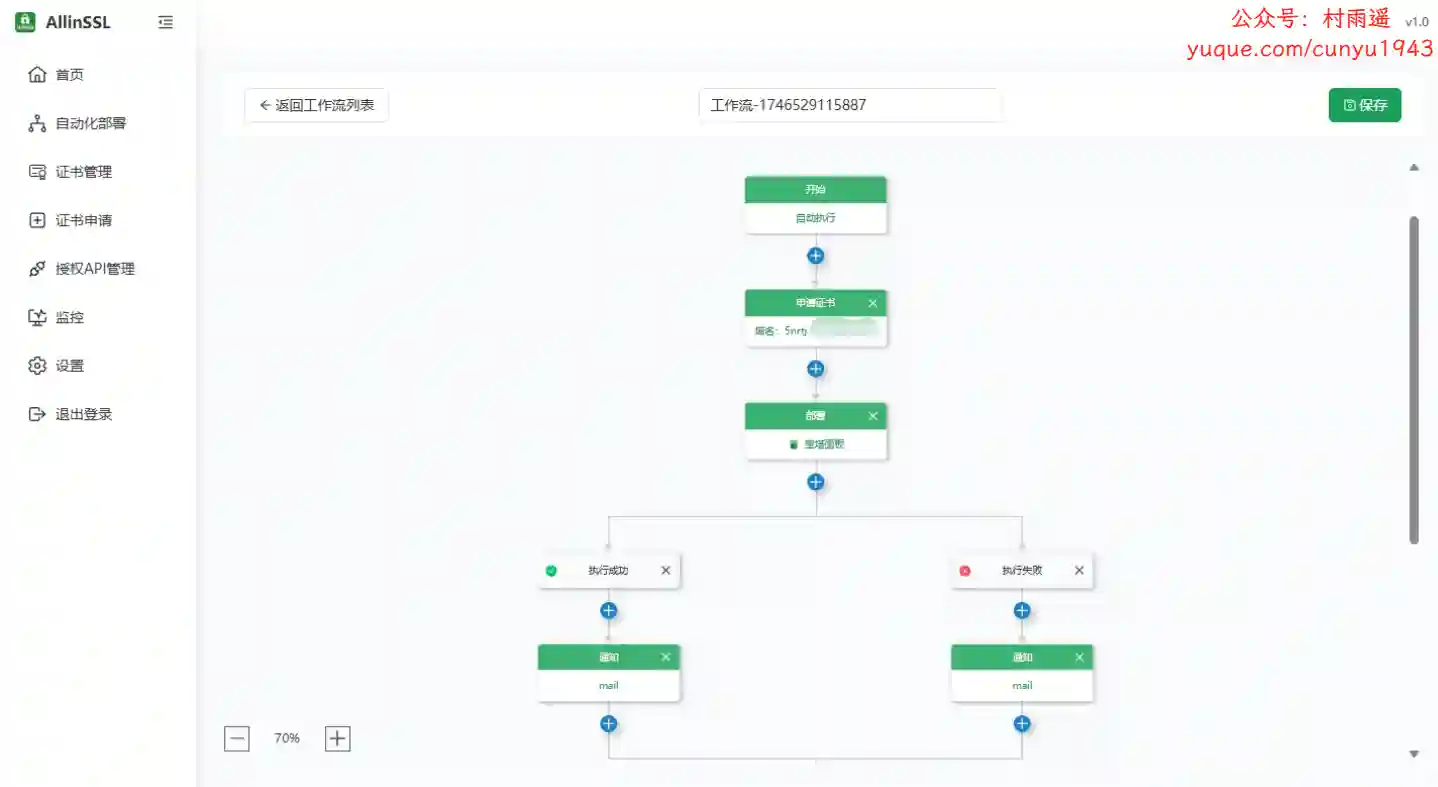 AllinSSL
公众号：村雨遥
v1.0
yuque.com/cunyu1943
首页
自动化部署
证书管理
证书申请
授权API管理
监控
设置
退出登录
返回工作流列表
工作流-1746529115887
保存
开始
自动执行
申请证书
域名：
部署
宝塔面板
执行成功
执行失败
通知
通知
mail
mail
70%